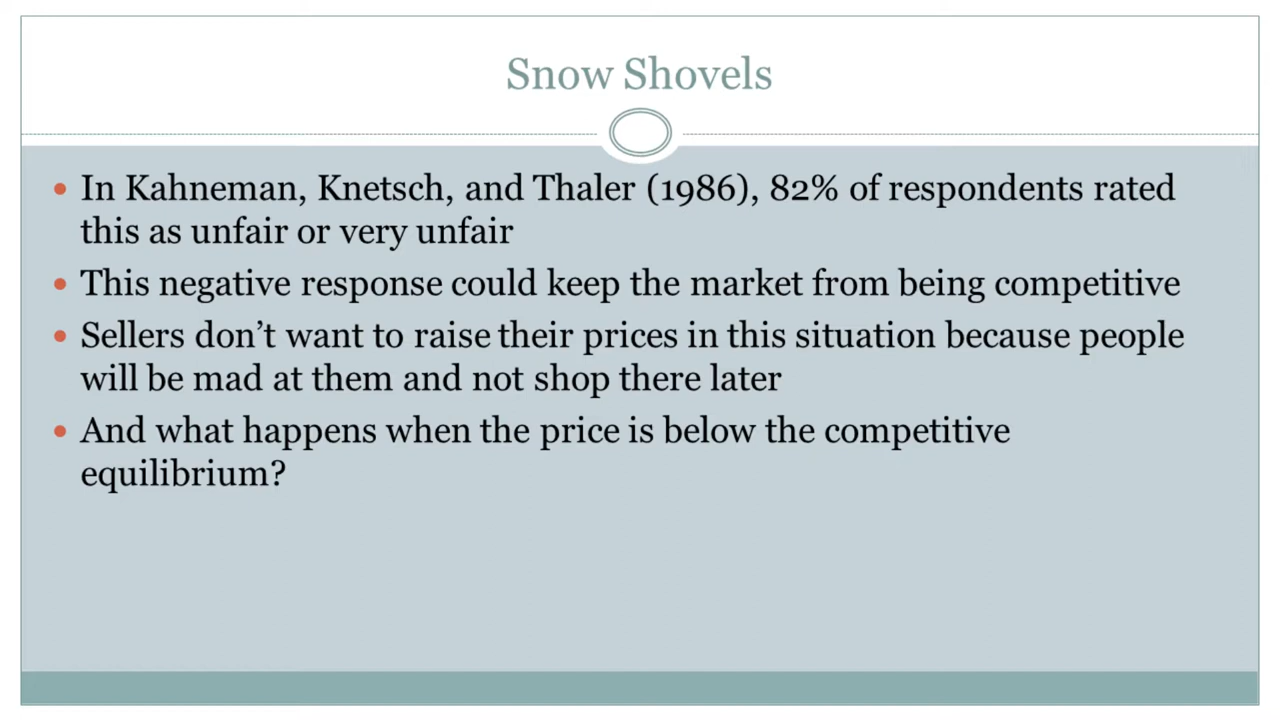 Snow Shovels
• In Kahneman, Knetsch, and Thaler (1986), 82% of respondents rated
this as unfair or very unfair
• This negative response could keep the market from being competitive
• Sellers don’t want to raise their prices in this situation because people
will be mad at them and not shop there later
• And what happens when the price is below the competitive
equilibrium?